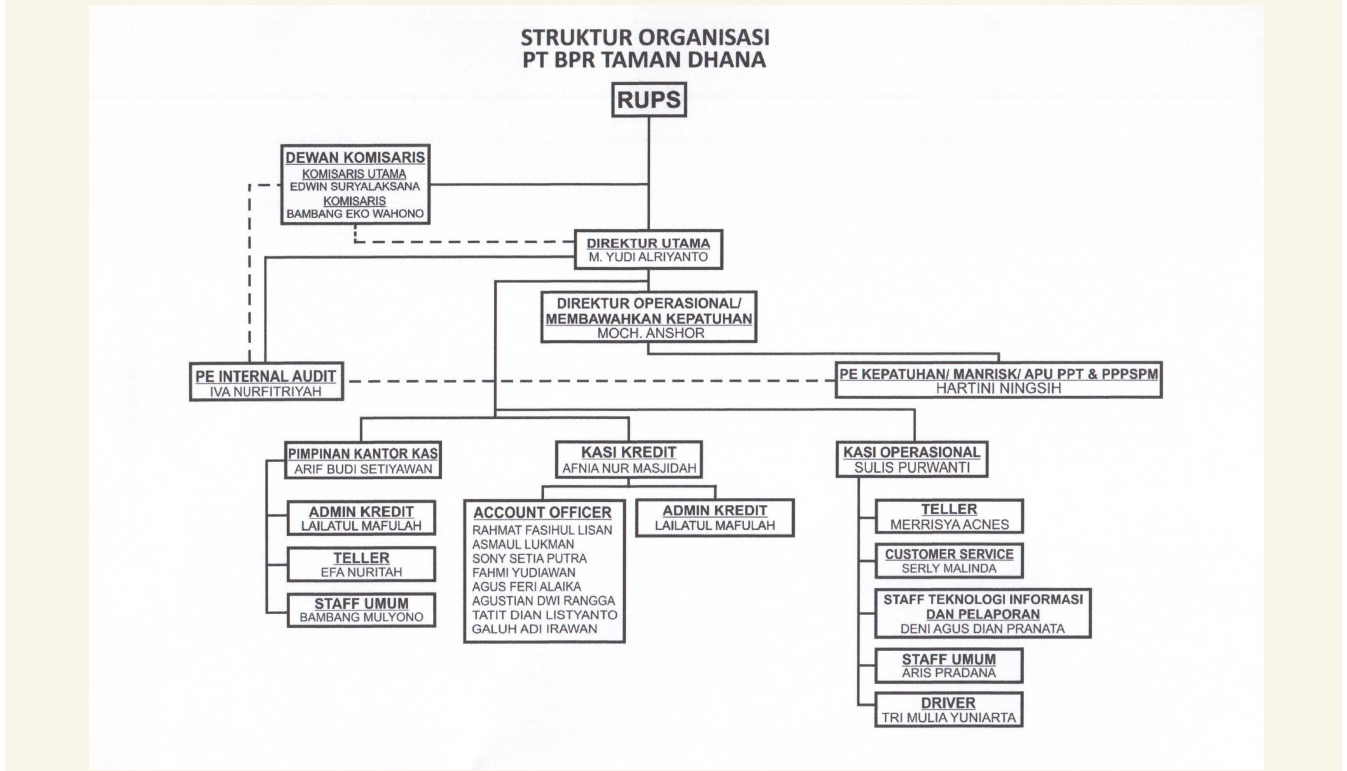 STRUKTUR ORGANISASI
PT BPR TAMAN DHANA
RUPS
DEWAN KOMISARIS
KOMISARIS UTAMA
EDWIN SURYALAKSANA
KOMISARIS
BAMBANG EKO WAHONO
DIREKTUR UTAMA
M. YUDI ALRIYANTO
DIREKTUR OPERASIONAL/
MEMBAWAHKAN KEPATUHAN
MOCH. ANSHOR
PE INTERNAL AUDIT
IVA NURFITRIYAH
PE KEPATUHAN/ MANRISK/ APU PPT & PPPSPM
HARTINI NINGSIH
PIMPINAN KANTOR KAS
ARIF BUDI SETIYAWAN
ADMIN KREDIT
LAILATUL MAFULAH
TELLER
EFA NURITAH
STAFF UMUM
BAMBANG MULYONO
KASI KREDIT
AFNIA NUR MASJIDAH
ACCOUNT OFFICER
RAHMAT FASIHUL LISAN
ASMAUL LUKMAN
SONY SETIA PUTRA
FAHMI YUDIAWAN
AGUS FERI ALAIKA
AGUSTIAN DWI RANGGA
TATIT DIAN LISTYANTO
GALUH ADI IRAWAN
ADMIN KREDIT
LAILATUL MAFULAH
KASI OPERASIONAL
SULIS PURWANTI
TELLER
MERRISYA ACNES
CUSTOMER SERVICE
SERLY MALINDA
STAFF TEKNOLOGI INFORMASI
DAN PELAPORAN
DENI AGUS DIAN PRANATA
STAFF UMUM
ARIS PRADANA
DRIVER
TRI MULIA YUNIARTA